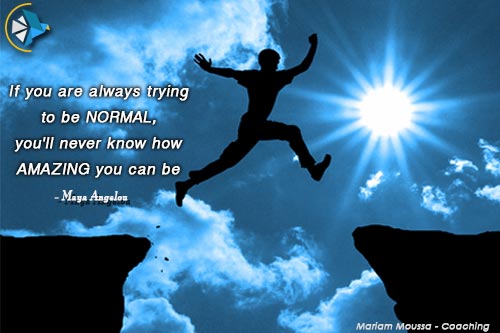 If you are always trying
to be NORMAL,
you'll never know how
AMAZING you can be
~ Maya Angelou
Mariam Moussa - Coaching